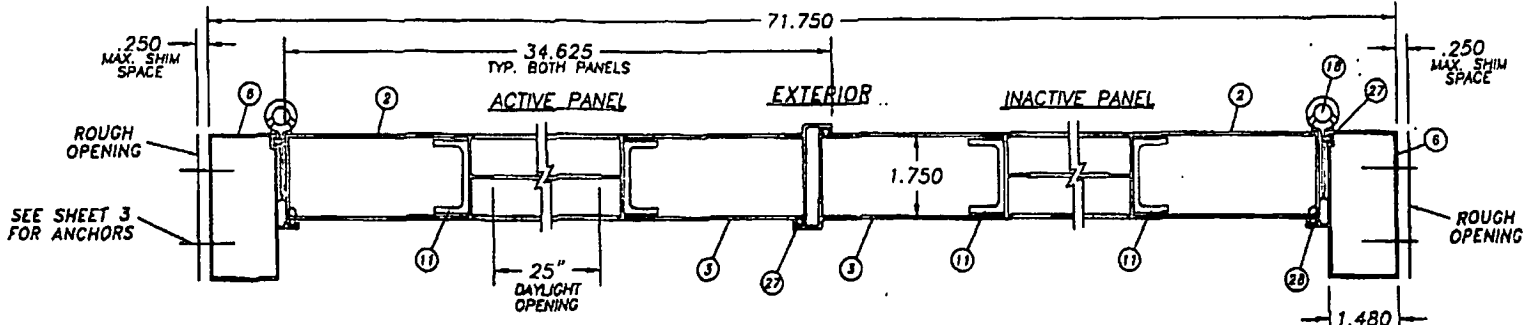 71.750
.250
MAX. SHIM
SPACE
34.625
TYP. BOTH PANELS
.250
MAX. SHIM
SPACE
6
2
ACTIVE PANEL
EXTERIOR
INACTIVE PANEL
2
18
27
ROUGH
OPENING
6
1.750
SEE SHEET 3
FOR ANCHORS
ROUGH
OPENING
11
25"
DAYLIGHT
OPENING
3
27
3
11
11
28
1.480